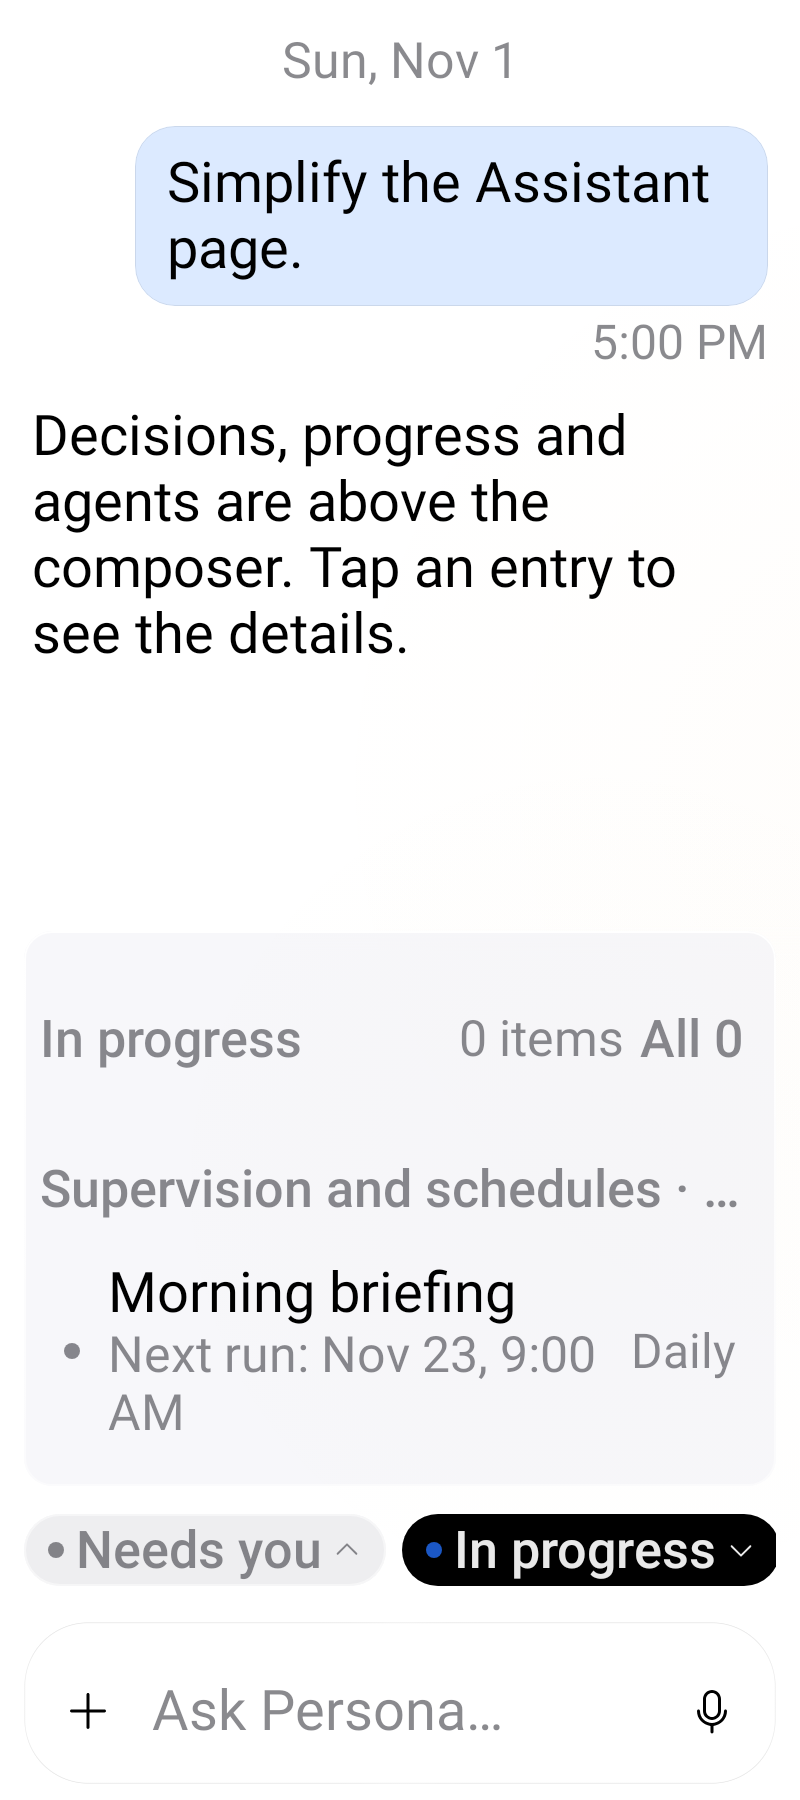 Sun, Nov 1
Simplify the Assistant
page.
5:00 PM
Decisions, progress and
agents are above the
composer. Tap an entry to
see the details.
In progress 0 items All 0
Supervision and schedules · …
Morning briefing
Next run: Nov 23, 9:00 Daily
AM
Needs you In progress
Ask Persona…